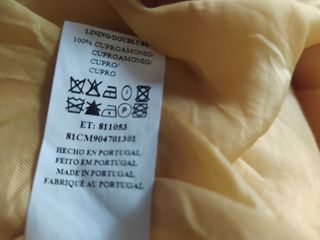 LINING/DOUBLURE
100% CUPROAMONIO/
CUPROAMMONIO/
CUPRO/
CUPRO
ET: 811053
81CM904701301
HECHO EN PORTUGAL
FEITO EM PORTUGAL
MADE IN PORTUGAL
FABRIQUÉ AU PORTUGAL